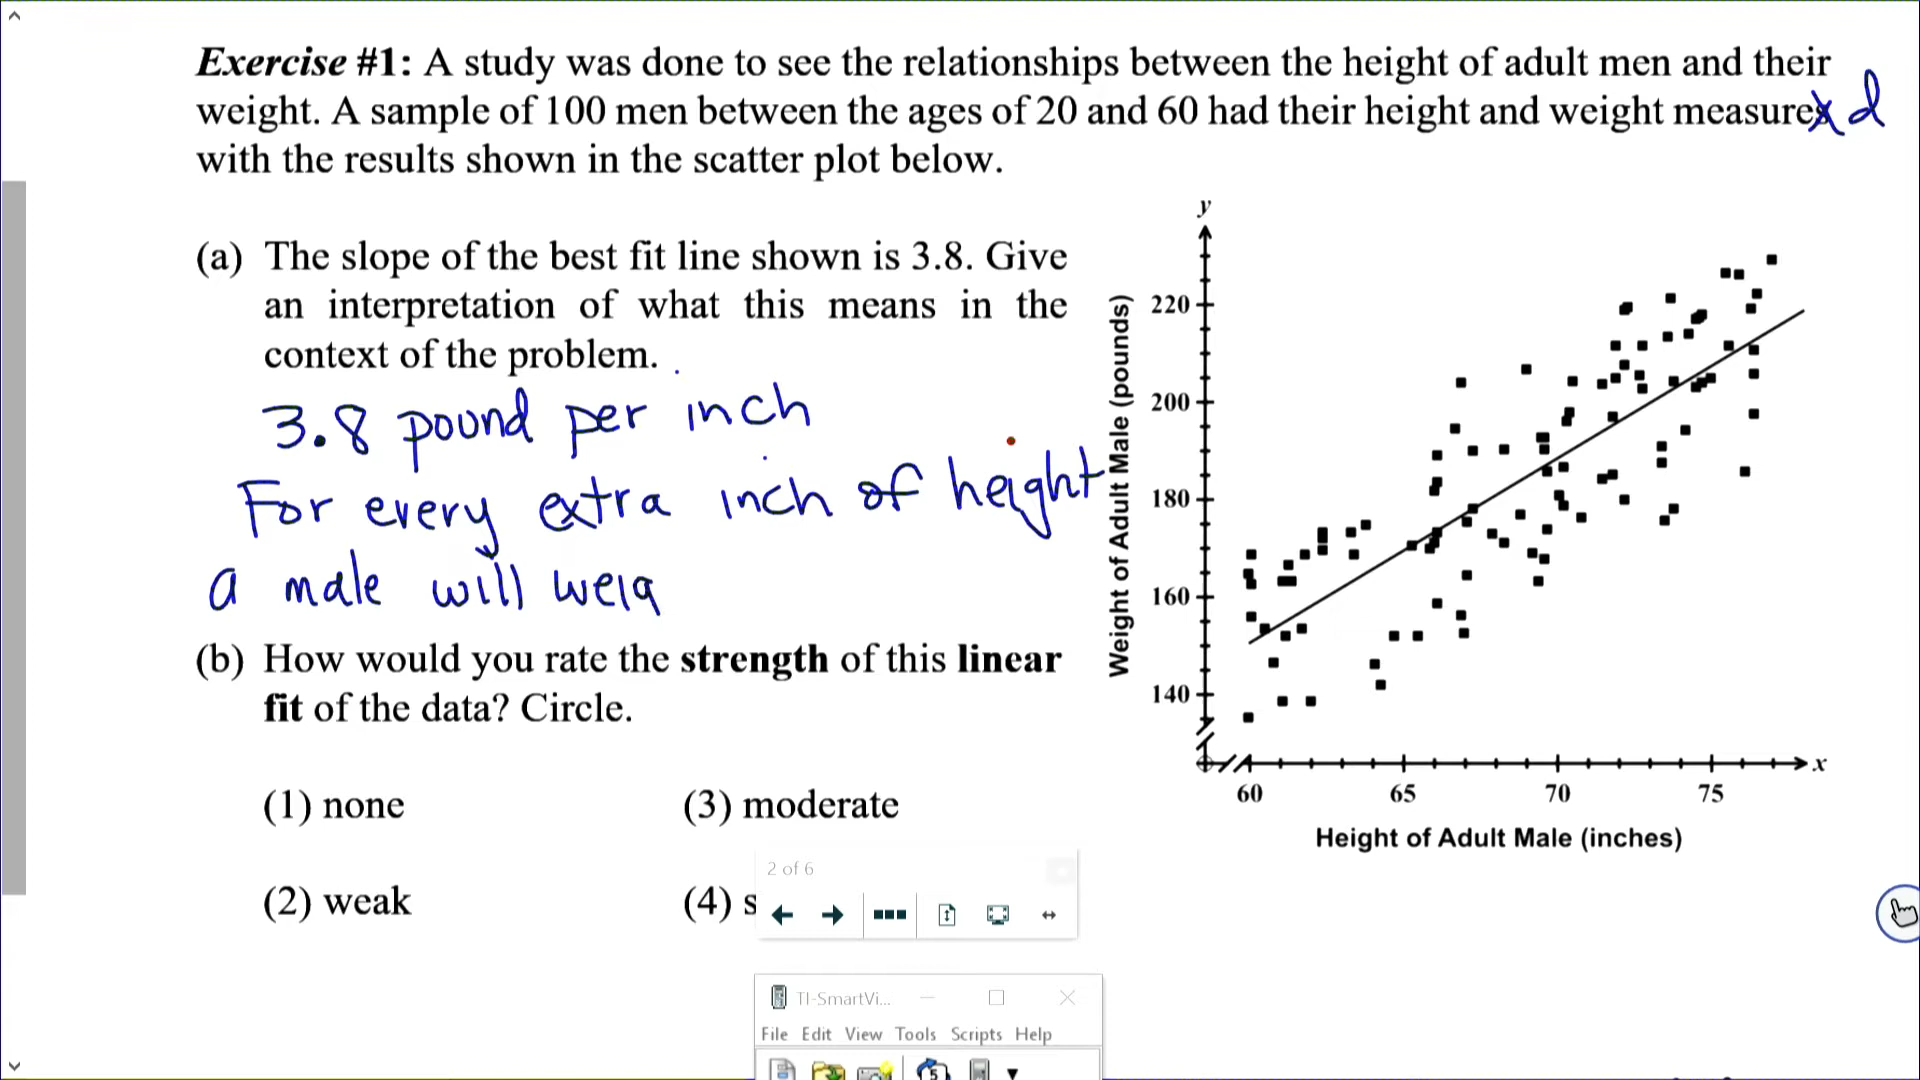 Exercise #1: A study was done to see the relationships between the height of adult men and their
weight. A sample of 100 men between the ages of 20 and 60 had their height and weight measures d
with the results shown in the scatter plot below.
(a) The slope of the best fit line shown is 3.8. Give
an interpretation of what this means in the
context of the problem.
3.8 pound per inch
For every extra inch of height
a male will weig
(b) How would you rate the strength of this linear
fit of the data? Circle.
(1) none
(3) moderate
(2) weak
(4) s
y
220
200
180
160
140
Weight of Adult Male (pounds)
x
60 65 70 75
Height of Adult Male (inches)
2 of 6
TI-SmartVi...
File Edit View Tools Scripts Help